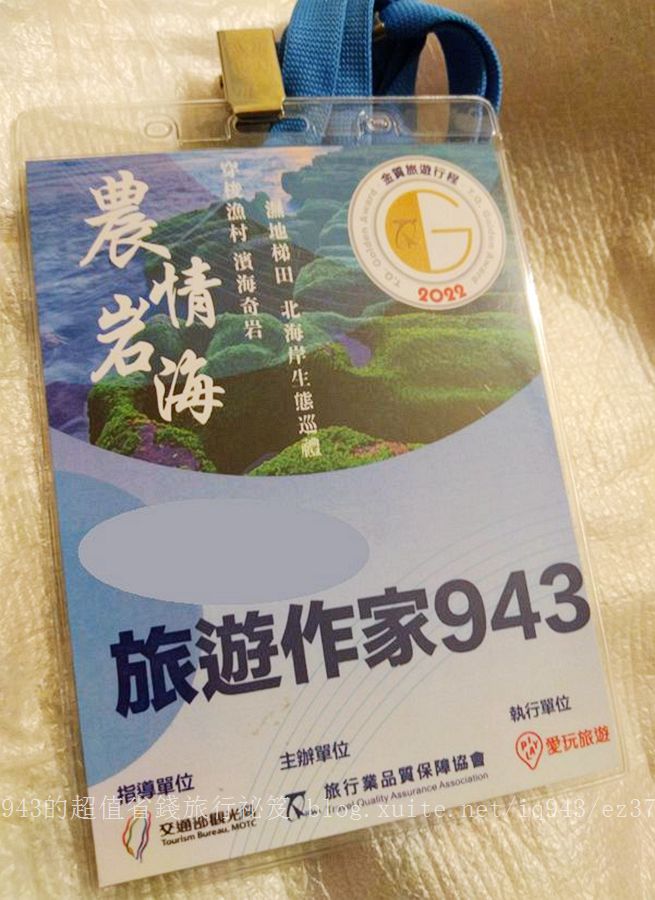 農情
岩海
穿梭漁村 濱海奇岩
濕地梯田 北海岸生態巡禮
金質旅遊行程
T.Q. Golden Award T.Q. Golden Award
G
2022
旅遊作家943
指導單位
交通部觀光局
Tourism Bureau, MOTC
主辦單位
旅行業品質保障協會
Travel Quality Assurance Association
執行單位
PLAY
愛玩旅遊
943的超值省錢旅行祕笈 blog.xuite.net/iq943/ez37